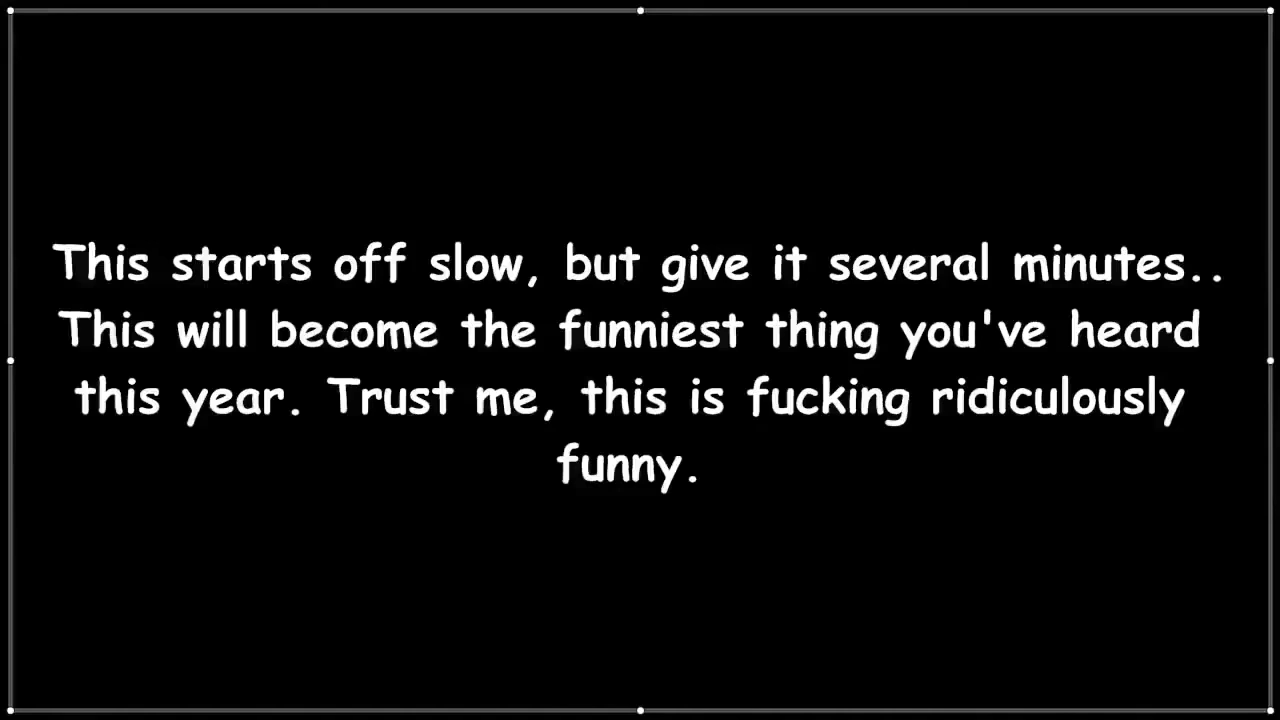 This starts off slow, but give it several minutes..
This will become the funniest thing you've heard
this year. Trust me, this is fucking ridiculously
funny.